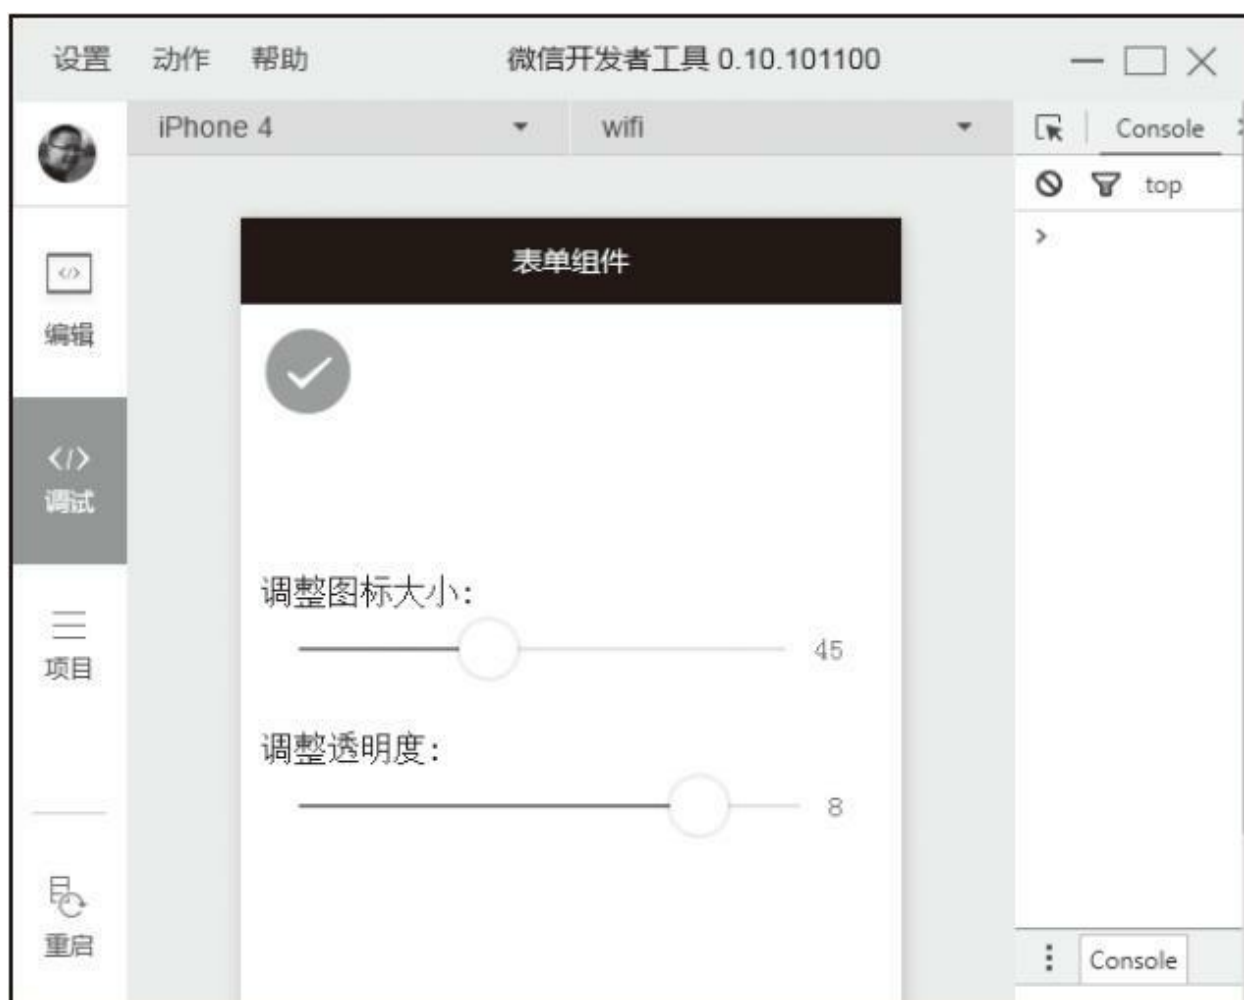 设置 动作 帮助 微信开发者工具 0.10.101100
iPhone 4 wifi Console
top
表单组件
编辑
调试
调整图标大小:
45
项目
调整透明度:
8
重启
Console